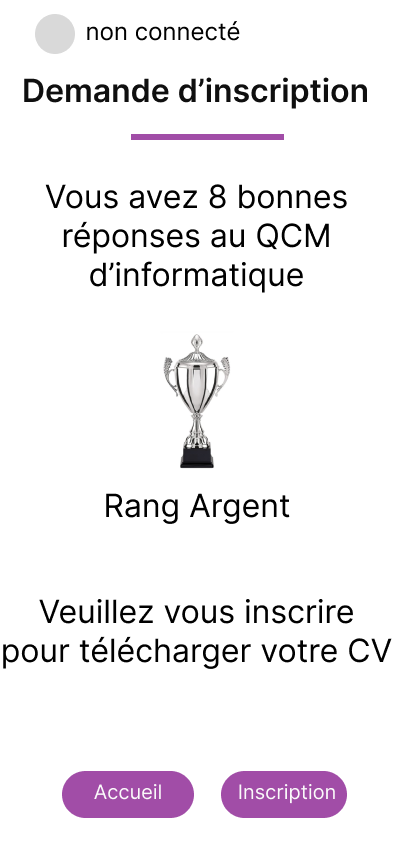 non connecté
Demande d’inscription
Vous avez 8 bonnes
réponses au QCM
d’informatique
Rang Argent
Veuillez vous inscrire
pour télécharger votre CV
Accueil
Inscription